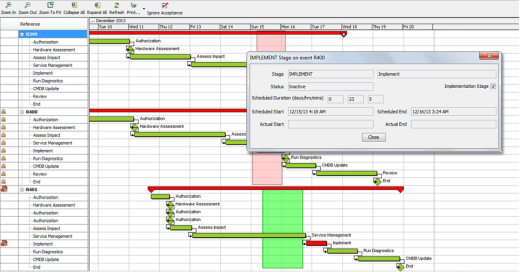 Zoom In Zoom Out Zoom To Fit Collapse All Expand All Refresh Print... Ignore Acceptance
December 2013
Reference
Tue 10 Wed 11 Thu 12 Fri 13 Sat 14 Sun 15 Mon 16 Tue 17 Wed 18 Thu 19 Fri 20
R399
Authorization
Hardware Assessment
Assess Impact
Service Management
Implement
Run Diagnostics
CMDB Update
Review
End
R400
Authorization
Hardware Assessment
Assess Impact
Service Management
Implement
Run Diagnostics
CMDB Update
Review
End
R401
Authorization
Hardware Assessment
Authorization
Authorization
Assess Impact
Service Management
Implement
Run Diagnostics
CMDB Update
End
Authorization
Hardware Assessment
Assess Impact
Authorization
Hardware Assessment
Assess
Run Diagnostics
CMDB Update
Review
End
Authorization
Hardware Assessment
Authorization
Authorization
Assess Impact
Service Management
Implement
Run Diagnostics
CMDB Update
End
IMPLEMENT Stage on event R400
Stage IMPLEMENT Implement
Status Inactive Implementation Stage
Scheduled Duration (days/hrs/mins) 0 23 5
Scheduled Start 12/15/13 4:18 AM Scheduled End 12/16/13 3:24 AM
Actual Start Actual End
Close